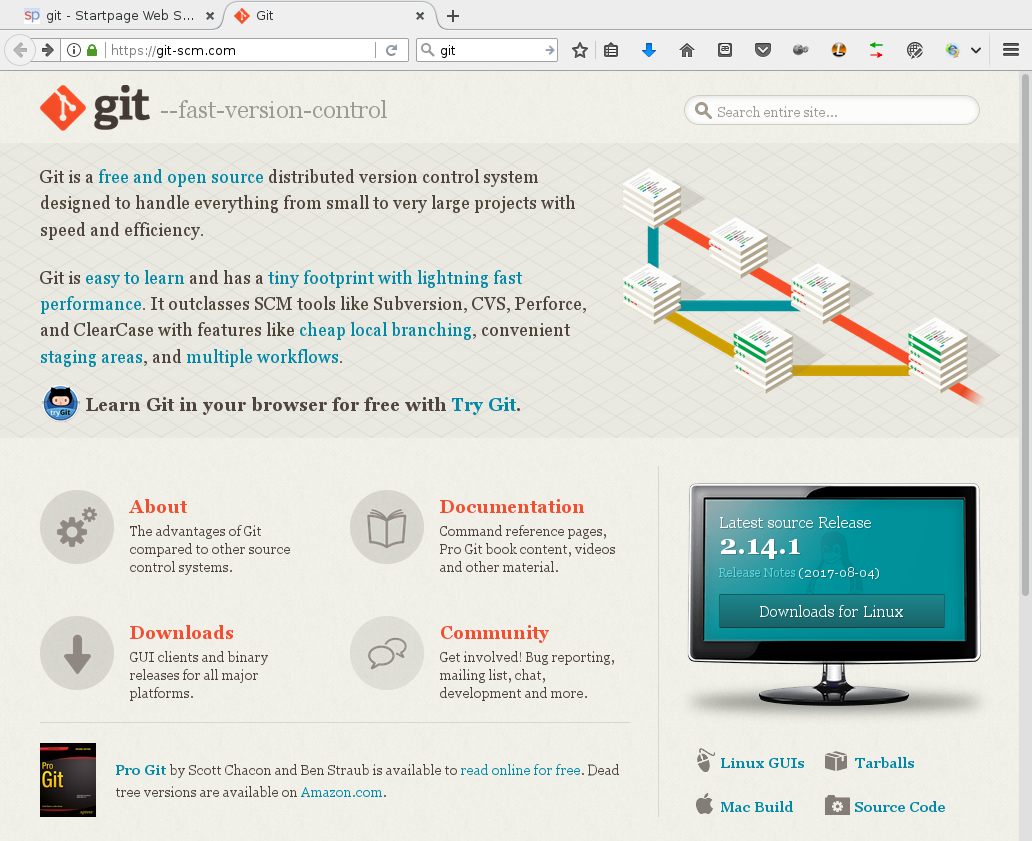 git - Startpage Web S...
Git
https://git-scm.com
git
git --fast-version-control
Search entire site...
Git is a free and open source distributed version control system
designed to handle everything from small to very large projects with
speed and efficiency.
Git is easy to learn and has a tiny footprint with lightning fast
performance. It outclasses SCM tools like Subversion, CVS, Perforce,
and ClearCase with features like cheap local branching, convenient
staging areas, and multiple workflows.
Learn Git in your browser for free with Try Git.
About
The advantages of Git
compared to other source
control systems.
Documentation
Command reference pages,
Pro Git book content, videos
and other material.
Downloads
GUI clients and binary
releases for all major
platforms.
Community
Get involved! Bug reporting,
mailing list, chat,
development and more.
Latest source Release
2.14.1
Release Notes (2017-08-04)
Downloads for Linux
Pro
Git
Pro Git by Scott Chacon and Ben Straub is available to read online for free. Dead
tree versions are available on Amazon.com.
Linux GUIs
Tarballs
Mac Build
Source Code